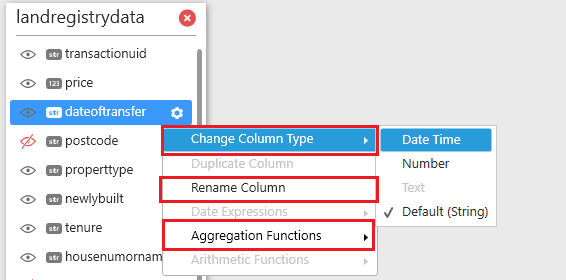 landregistrydata
transactionuid
123 price
str dateoftransfer
str postcode
str propertytype
str newlybuilt
str tenure
str housenumornam
Change Column Type
Duplicate Column
Rename Column
Date Expressions
Aggregation Functions
Arithmetic Functions
Date Time
Number
Text
Default (String)